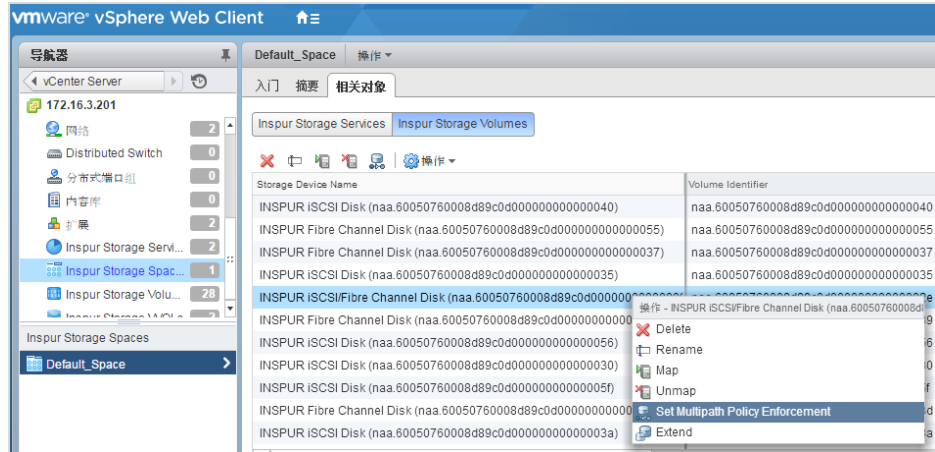 vmware® vSphere Web Client
导航器
vCenter Server
172.16.3.201
网络 2
Distributed Switch 0
分布式端口组 0
内容库 0
扩展 2
Inspur Storage Servi... 2
Inspur Storage Spac... 1
Inspur Storage Volu... 28
Inspur Storage Spaces
Default_Space
Default_Space 操作
入门 摘要 相关对象
Inspur Storage Services Inspur Storage Volumes
操作
Storage Device Name Volume Identifier
INSPUR iSCSI Disk (naa.60050760008d89c0d000000000000040) naa.60050760008d89c0d000000000000040
INSPUR Fibre Channel Disk (naa.60050760008d89c0d000000000000055) naa.60050760008d89c0d000000000000055
INSPUR Fibre Channel Disk (naa.60050760008d89c0d000000000000037) naa.60050760008d89c0d000000000000037
INSPUR iSCSI Disk (naa.60050760008d89c0d000000000000035) naa.60050760008d89c0d000000000000035
INSPUR iSCSI/Fibre Channel Disk
INSPUR Fibre Channel Disk
INSPUR iSCSI Disk (naa.60050760008d89c0d000000000000056)
INSPUR iSCSI Disk (naa.60050760008d89c0d000000000000030)
INSPUR iSCSI Disk (naa.60050760008d89c0d00000000000005f)
INSPUR Fibre Channel Disk
INSPUR iSCSI Disk (naa.60050760008d89c0d00000000000003a)
操作 - INSPUR iSCSI/Fibre Channel Disk
Delete
Rename
Map
Unmap
Set Multipath Policy Enforcement
Extend